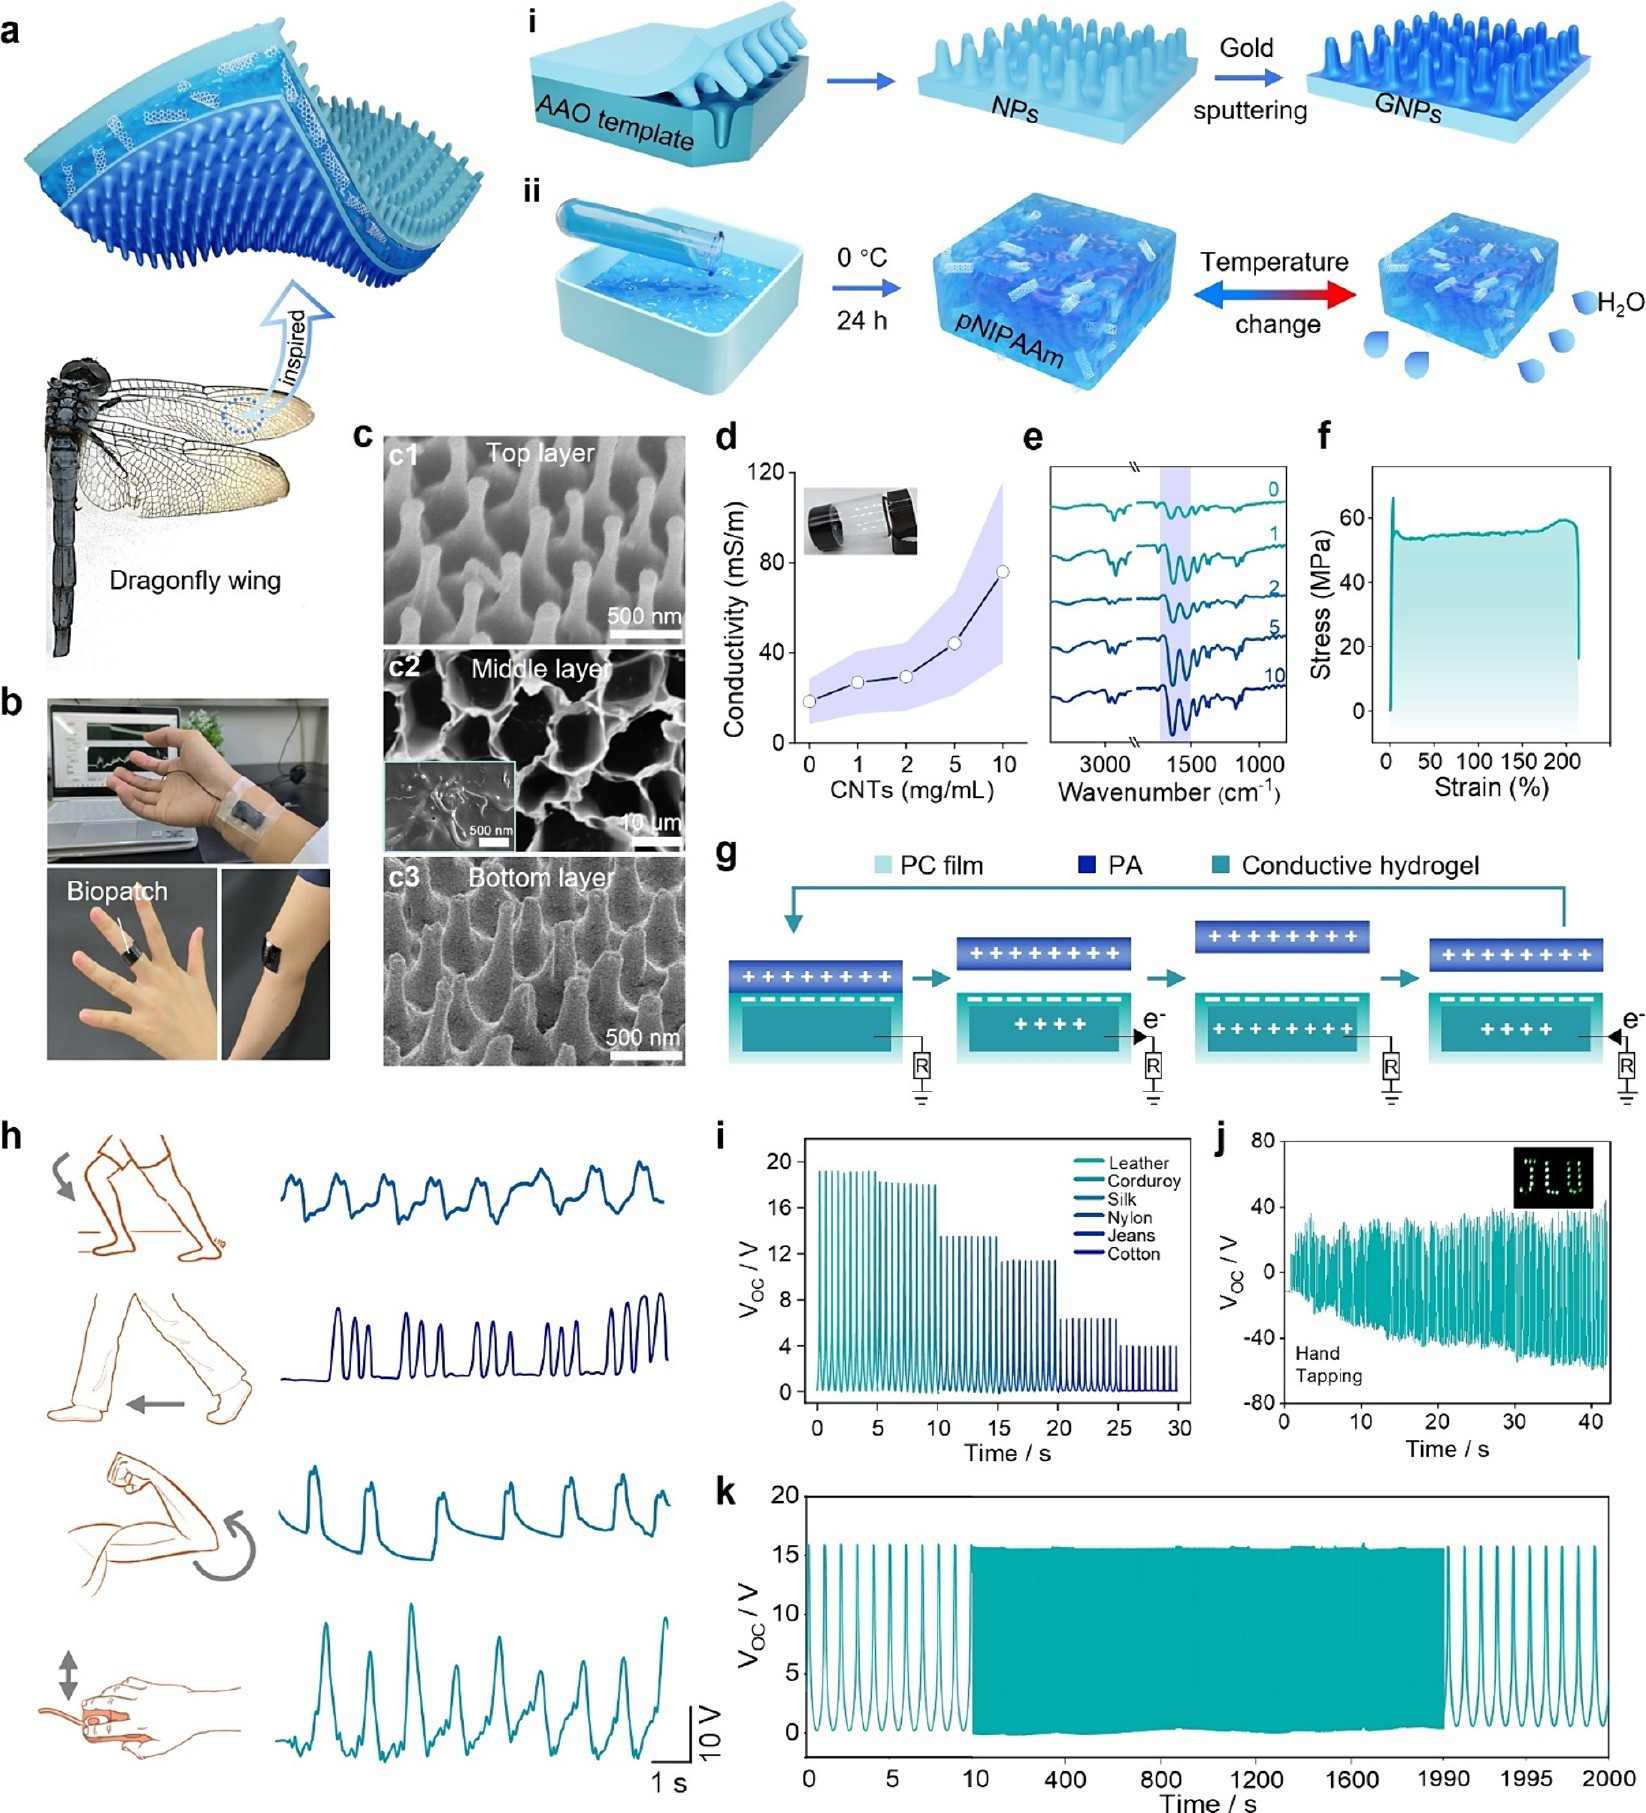 a
inspired
Dragonfly wing
i
AAO template
NPs
Gold
sputtering
GNPs
ii
0 °C
24 h
pNIPAAm
Temperature
change
H2O
b
Biopatch
c
c1
Top layer
500 nm
c2
Middle layer
500 nm
10 um
c3
Bottom layer
500 nm
d
120
80
40
0
Conductivity (mS/m)
0 1 2 5 10
CNTs (mg/mL)
e
0
1
2
5
10
3000 1500 1000
Wavenumber (cm-1)
f
60
40
20
0
Stress (MPa)
0 50 100 150 200
Strain (%)
g
PC film PA Conductive hydrogel
+ + + + + + + +
+ + + + + + + +
+ + + + + + + +
+ + + + + + + +
+ + + +
+ + + + + + + +
+ + + +
e-
e-
R
R
R
R
h
10 V
1 s
i
20
16
12
8
4
0
VOC / V
Leather
Corduroy
Silk
Nylon
Jeans
Cotton
0 5 10 15 20 25 30
Time / s
j
80
40
0
-40
-80
VOC / V
JLU
Hand
Tapping
0 10 20 30 40
Time / s
k
20
15
10
5
0
VOC / V
0 5 10 400 800 1200 1600 1990 1995 2000
Time / s